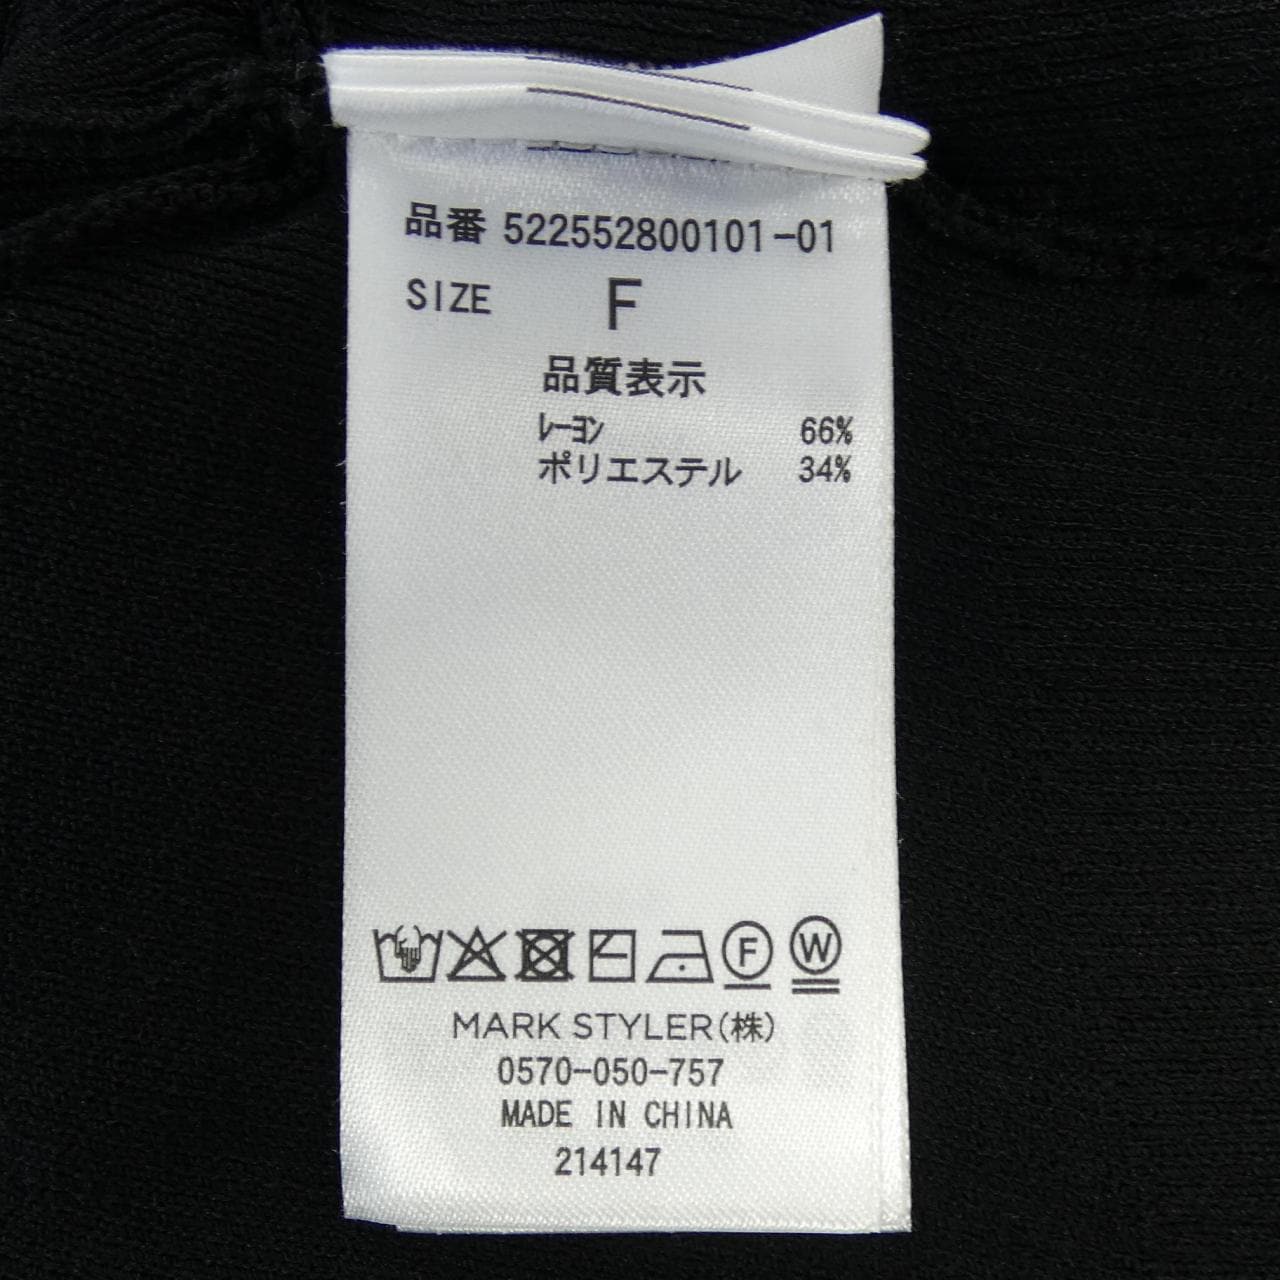 品番 522552800101-01
SIZE F
品質表示
ﾚｰﾖﾝ 66%
ポリエステル 34%
F W
MARK STYLER(株)
0570-050-757
MADE IN CHINA
214147